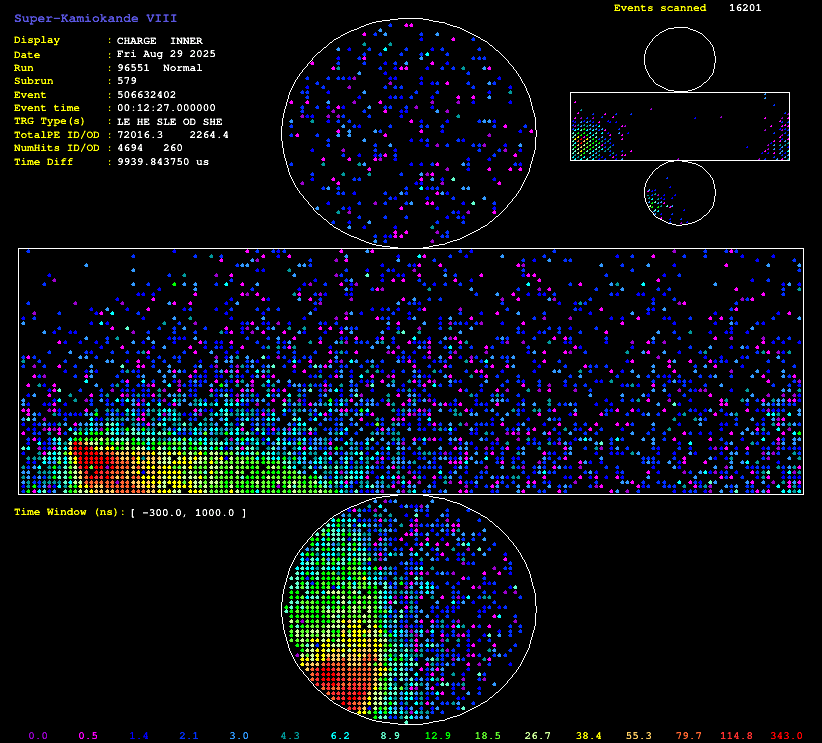 Super-Kamiokande VIII
Events scanned 16201
Display : CHARGE INNER
Date : Fri Aug 29 2025
Run : 96551 Normal
Subrun : 579
Event : 506632402
Event time : 00:12:27.000000
TRG Type(s) : LE HE SLE OD SHE
TotalPE ID/OD : 72016.3 2264.4
NumHits ID/OD : 4694 260
Time Diff : 9939.843750 us
Time Window (ns): [ -300.0, 1000.0 ]
0.0 0.5 1.4 2.1 3.0 4.3 6.2 8.9 12.9 18.5 26.7 38.4 55.3 79.7 114.8 343.0